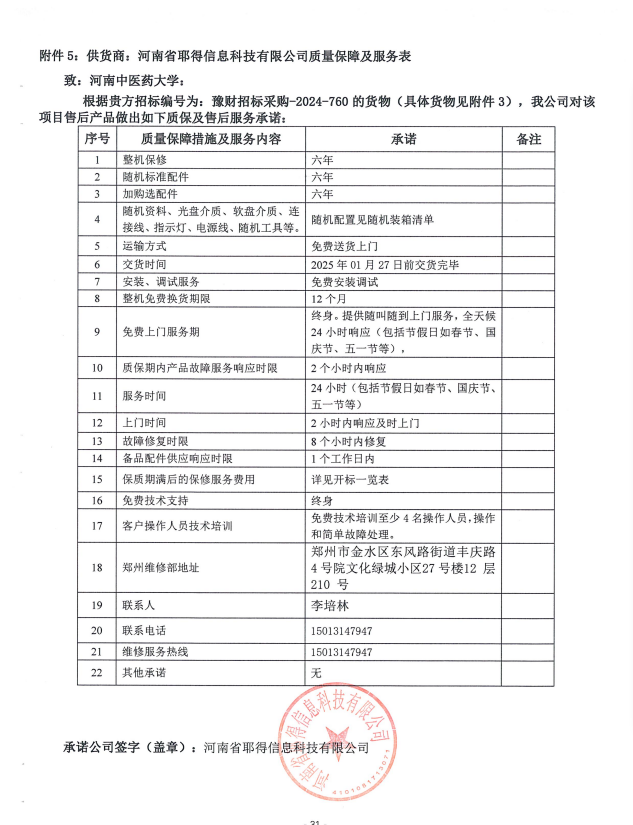 附件 5：供货商：河南省耶得信息科技有限公司质量保障及服务表
致：河南中医药大学：
根据贵方招标编号为：豫财招标采购-2024-760 的货物（具体货物见附件 3），我公司对该
项目售后产品做出如下质保及售后服务承诺：
序号 质量保障措施及服务内容 承诺 备注
1 整机保修 六年
2 随机标准配件 六年
3 加购选配件 六年
4 随机资料、光盘介质、软盘介质、连
接线、指示灯、电源线、随机工具等。 随机配置见随机装箱清单
5 运输方式 免费送货上门
6 交货时间 2025 年 01 月 27 日前交货完毕
7 安装、调试服务 免费安装调试
8 整机免费换货期限 12 个月
9 免费上门服务期 终身。提供随叫随到上门服务，全天候
24 小时响应（包括节假日如春节、国
庆节、五一节等），
10 质保期内产品故障服务响应时限 2 个小时内响应
11 服务时间 24 小时（包括节假日如春节、国庆节、
五一节等）
12 上门时间 2 小时内响应及时上门
13 故障修复时限 8 个小时内修复
14 备品配件供应响应时限 1 个工作日内
15 保质期满后的保修服务费用 详见开标一览表
16 免费技术支持 终身
17 客户操作人员技术培训 免费技术培训至少 4 名操作人员，操作
和简单故障处理。
18 郑州维修部地址 郑州市金水区东风路街道丰庆路
4 号院文化绿城小区27 号楼12 层
210 号
19 联系人 李培林
20 联系电话 15013147947
21 维修服务热线 15013147947
22 其他承诺 无
承诺公司签字（盖章）：河南省耶得信息科技有限公司
河南省耶得信息科技有限公司
4101081713071
- 31 -